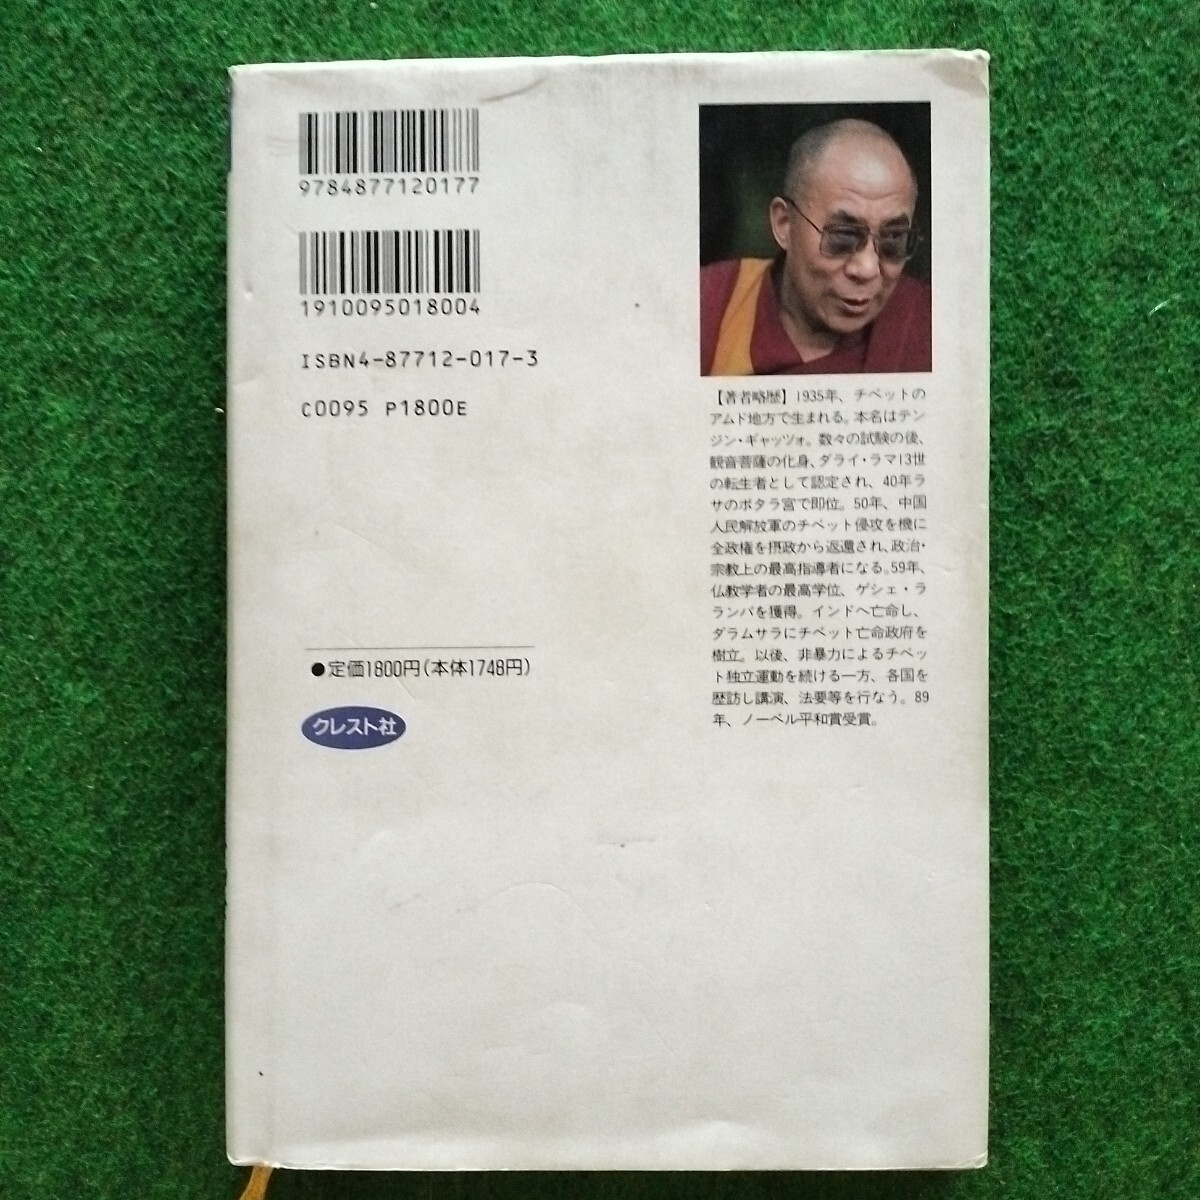 9784877120177
1910095018004
ISBN4-87712-017-3
C0095 P1800E
●定価1800円(本体1748円)
クレスト社
【著者略歴】1935年、チベットの
アムド地方で生まれる。本名はテン
ジン・ギャッツォ。数々の試験の後、
観音菩薩の化身、ダライ・ラマ13世
の転生者として認定され、40年ラ
サのポタラ宮で即位。50年、中国
人民解放軍のチベット侵攻を機に
全政権を摂政から返還され、政治・
宗教上の最高指導者になる。59年、
仏教学者の最高学位、ゲシェ・ラ
ランパを獲得。インドへ亡命し、
ダラムサラにチベット亡命政府を
樹立。以後、非暴力によるチベッ
ト独立運動を続ける一方、各国を
歴訪し講演、法要等を行なう。89
年、ノーベル平和賞受賞。